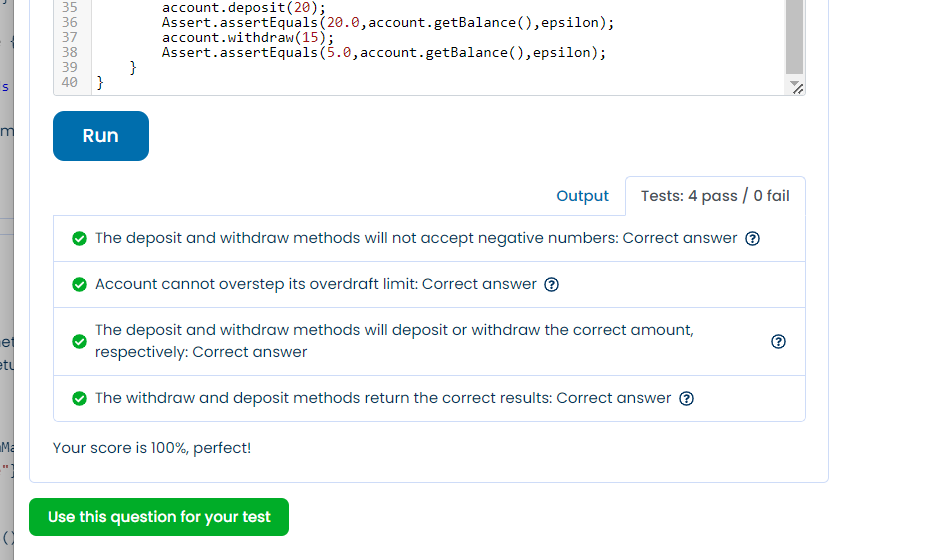 35 account.deposit(20);
36 Assert.assertEquals(20.0,account.getBalance(),epsilon);
37 account.withdraw(15);
38 Assert.assertEquals(5.0,account.getBalance(),epsilon);
39 }
40 }
Run
Output
Tests: 4 pass / 0 fail
The deposit and withdraw methods will not accept negative numbers: Correct answer ?
Account cannot overstep its overdraft limit: Correct answer ?
The deposit and withdraw methods will deposit or withdraw the correct amount,
respectively: Correct answer ?
The withdraw and deposit methods return the correct results: Correct answer ?
Your score is 100%, perfect!
Use this question for your test